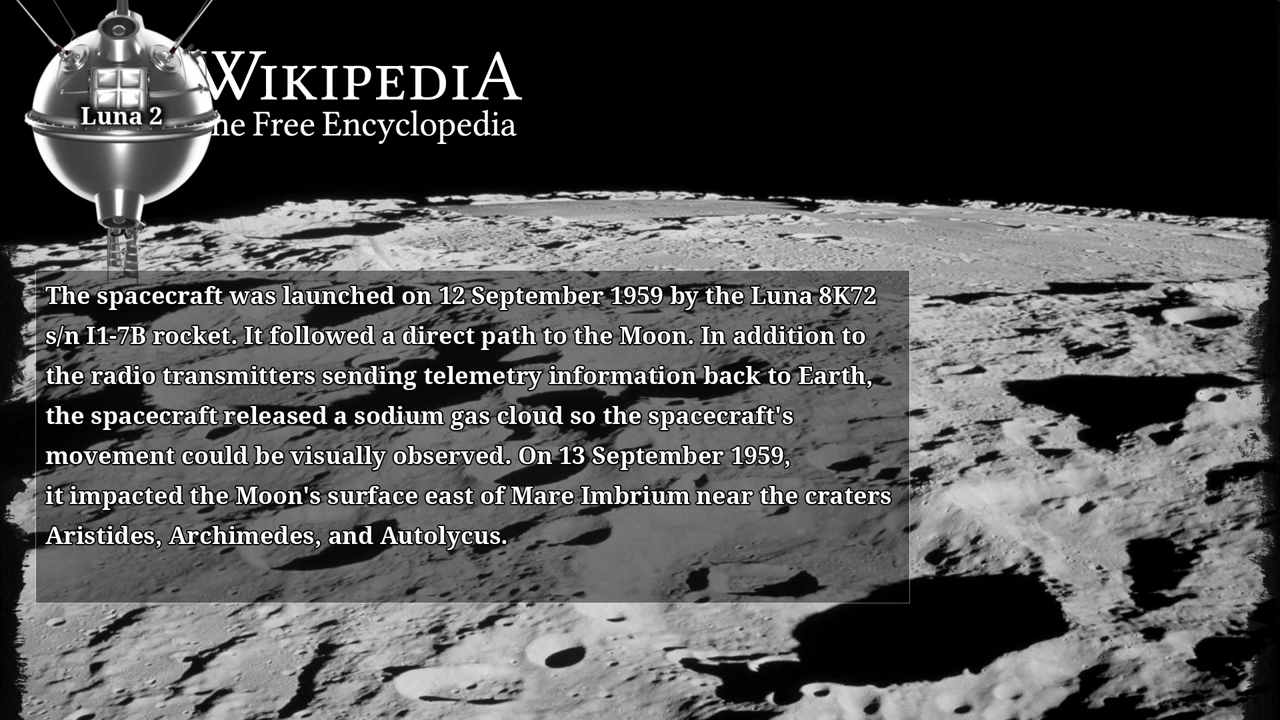 WIKIPEDIA
he Free Encyclopedia
Luna 2
The spacecraft was launched on 12 September 1959 by the Luna 8K72
s/n I1-7B rocket. It followed a direct path to the Moon. In addition to
the radio transmitters sending telemetry information back to Earth,
the spacecraft released a sodium gas cloud so the spacecraft's
movement could be visually observed. On 13 September 1959,
it impacted the Moon's surface east of Mare Imbrium near the craters
Aristides, Archimedes, and Autolycus.